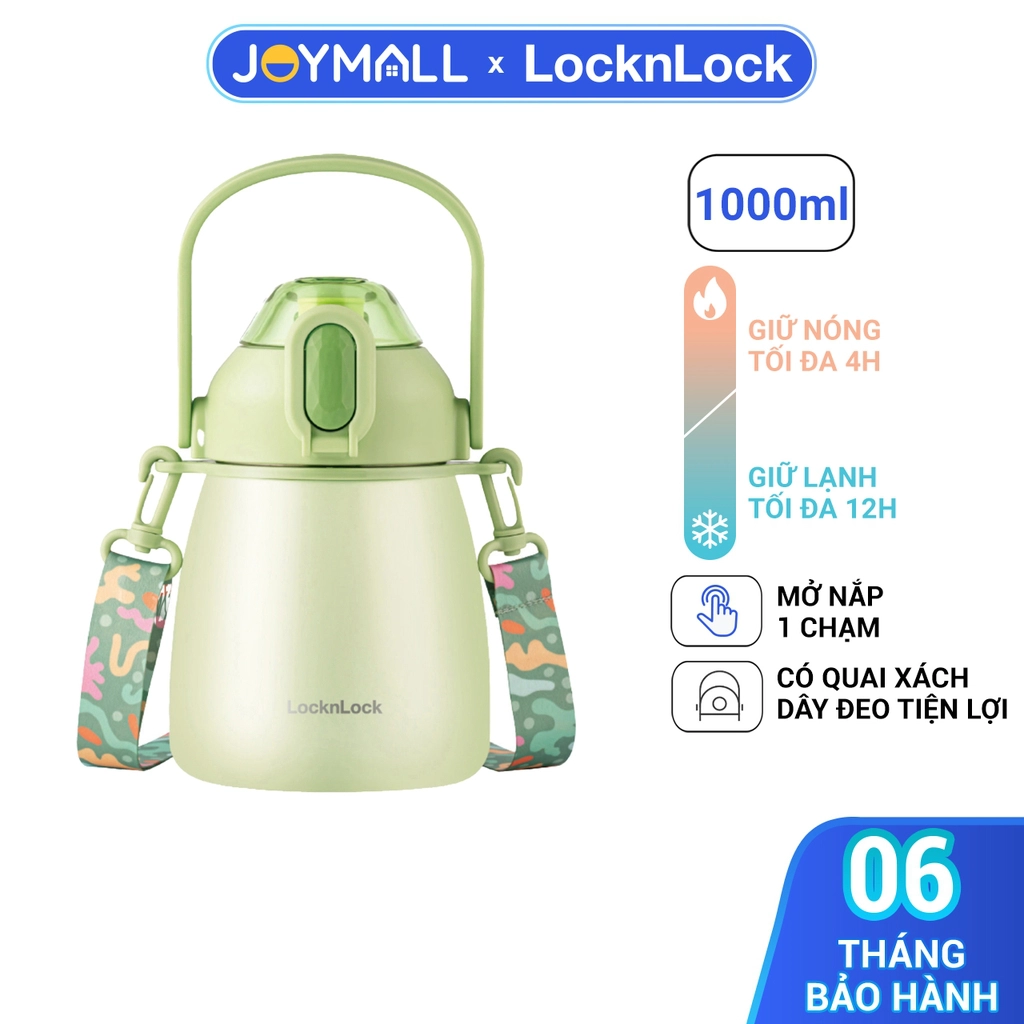 JOYMALL x LocknLock
1000ml
GIỮ NÓNG
TỐI ĐA 4H
GIỮ LẠNH
TỐI ĐA 12H
MỞ NẮP
1 CHẠM
CÓ QUAI XÁCH
DÂY ĐEO TIỆN LỢI
LocknLock
06
THÁNG
BẢO HÀNH